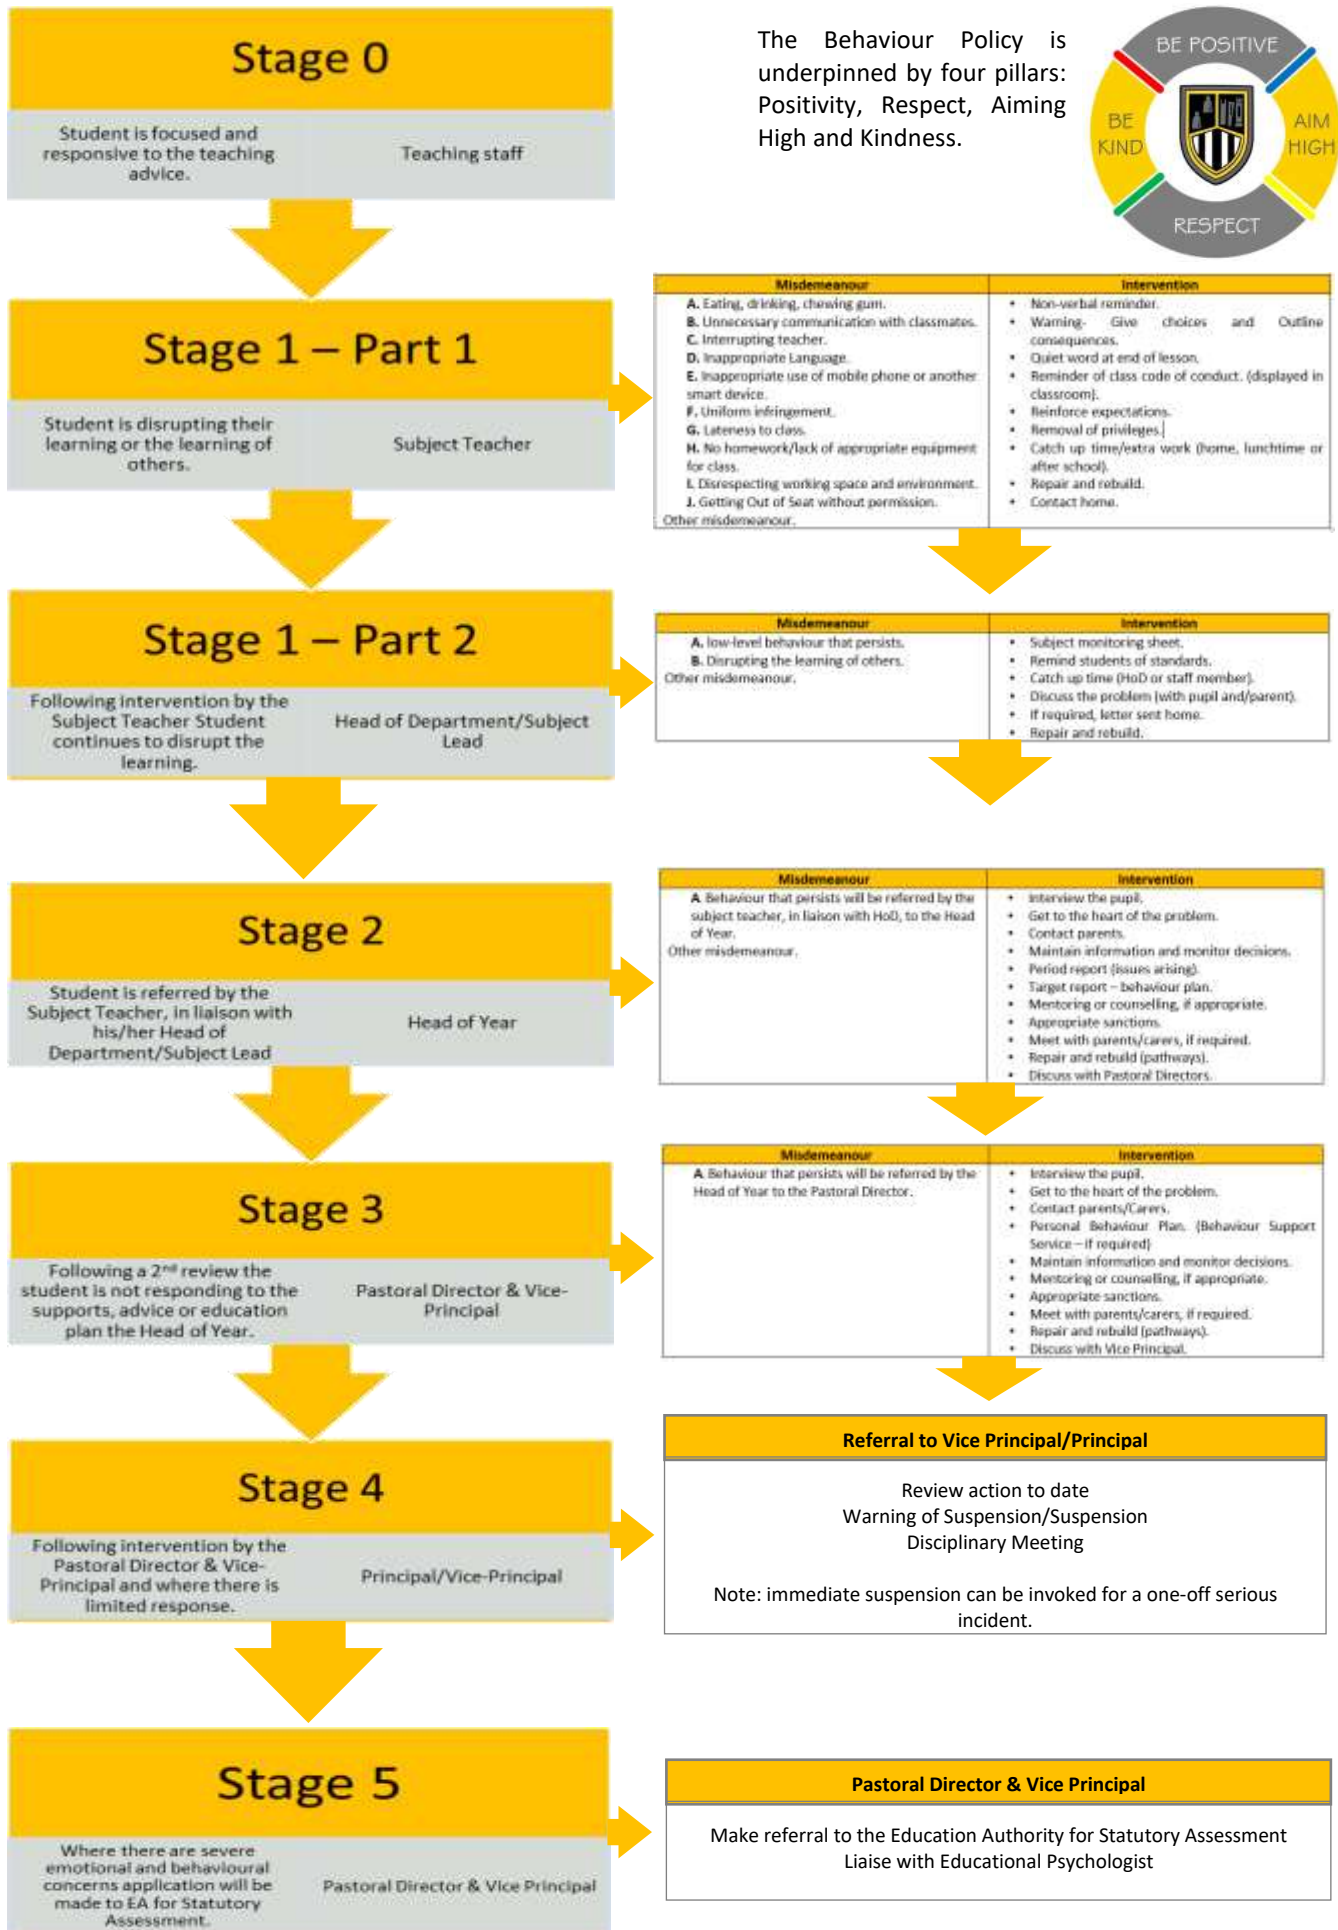 The Behaviour Policy is
underpinned by four pillars:
Positivity, Respect, Aiming
High and Kindness.
BE POSITIVE
BE
KIND
AIM
HIGH
RESPECT
Stage 0
Student is focused and
responsive to the teaching
advice.
Teaching staff
Stage 1 – Part 1
Student is disrupting their
learning or the learning of
others.
Subject Teacher
Misdemeanour
A. Eating, drinking, chewing gum.
B. Unnecessary communication with classmates.
C. Interrupting teacher.
D. Inappropriate Language.
E. Inappropriate use of mobile phone or another
smart device.
F. Uniform infringement.
G. Lateness to class.
H. No homework/lack of appropriate equipment
for class.
I. Disrespecting working space and environment.
J. Getting Out of Seat without permission.
Other misdemeanour.
Intervention
• Non-verbal reminder.
• Warning- Give choices and Outline
consequences.
• Quiet word at end of lesson.
• Reminder of class code of conduct. (displayed in
classroom).
• Reinforce expectations.
• Removal of privileges.
• Catch up time/extra work (home, lunchtime or
after school).
• Repair and rebuild.
• Contact home.
Stage 1 – Part 2
Following intervention by the
Subject Teacher Student
continues to disrupt the
learning.
Head of Department/Subject
Lead
Misdemeanour
A. low-level behaviour that persists.
B. Disrupting the learning of others.
Other misdemeanour.
Intervention
• Subject monitoring sheet.
• Remind students of standards.
• Catch up time (HoD or staff member).
• Discuss the problem (with pupil and/parent).
• If required, letter sent home.
• Repair and rebuild.
Stage 2
Student is referred by the
Subject Teacher, in liaison with
his/her Head of
Department/Subject Lead
Head of Year
Misdemeanour
A Behaviour that persists will be referred by the
subject teacher, in liaison with HoD, to the Head
of Year.
Other misdemeanour.
Intervention
• Interview the pupil.
• Get to the heart of the problem.
• Contact parents.
• Maintain information and monitor decisions.
• Period report (issues arising).
• Target report – behaviour plan.
• Mentoring or counselling, if appropriate.
• Appropriate sanctions.
• Meet with parents/carers, if required.
• Repair and rebuild (pathways).
• Discuss with Pastoral Directors.
Stage 3
Following a 2nd review the
student is not responding to the
supports, advice or education
plan the Head of Year.
Pastoral Director & Vice-
Principal
Misdemeanour
A Behaviour that persists will be referred by the
Head of Year to the Pastoral Director.
Intervention
• Interview the pupil.
• Get to the heart of the problem.
• Contact parents/Carers.
• Personal Behaviour Plan. (Behaviour Support
Service – if required)
• Maintain information and monitor decisions.
• Mentoring or counselling, if appropriate.
• Appropriate sanctions.
• Meet with parents/carers, if required.
• Repair and rebuild (pathways).
• Discuss with Vice Principal.
Stage 4
Following intervention by the
Pastoral Director & Vice-
Principal and where there is
limited response.
Principal/Vice-Principal
Referral to Vice Principal/Principal
Review action to date
Warning of Suspension/Suspension
Disciplinary Meeting
Note: immediate suspension can be invoked for a one-off serious
incident.
Stage 5
Where there are severe
emotional and behavioural
concerns application will be
made to EA for Statutory
Assessment.
Pastoral Director & Vice Principal
Pastoral Director & Vice Principal
Make referral to the Education Authority for Statutory Assessment
Liaise with Educational Psychologist